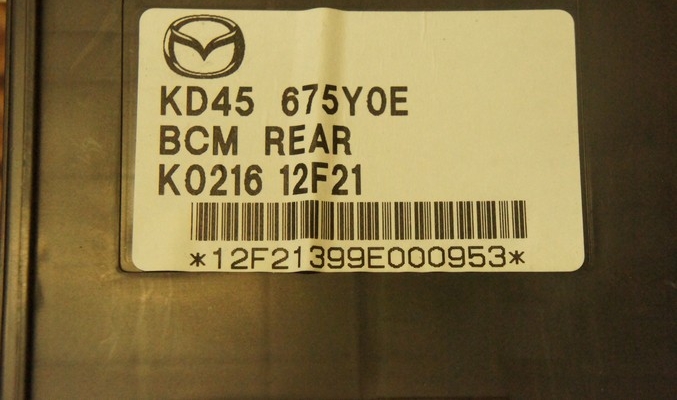 KD45 675Y0E
BCM REAR
K0216 12F21
*12F21399E000953*